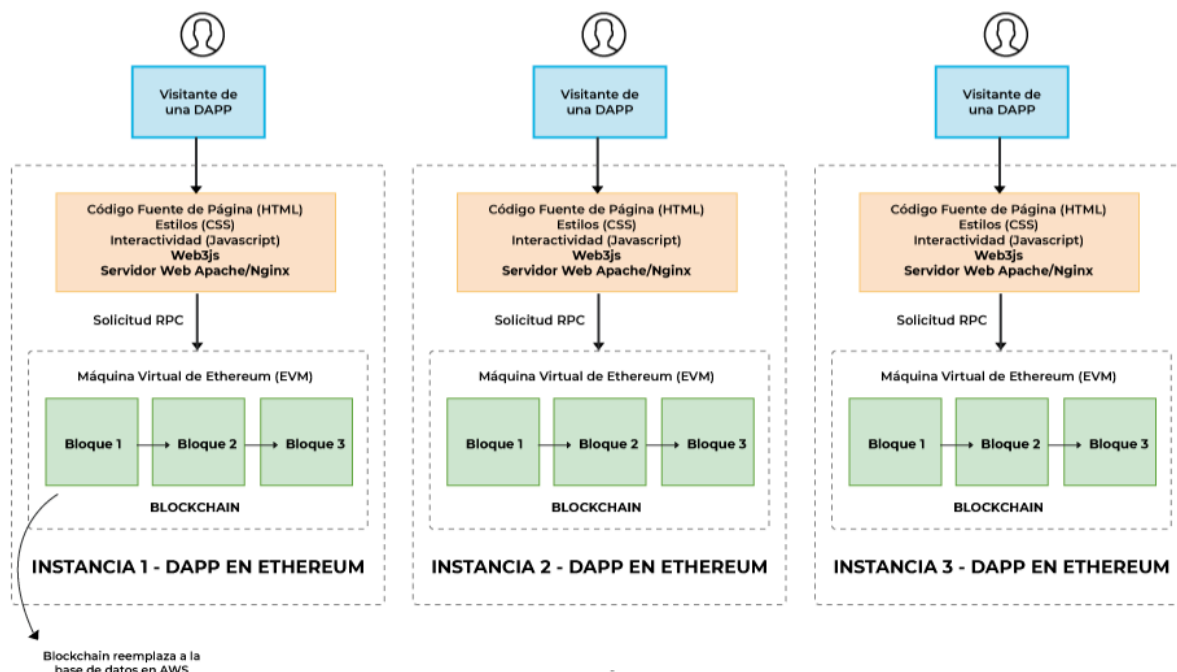 Visitante de
una DAPP
Código Fuente de Página (HTML)
Estilos (CSS)
Interactividad (Javascript)
Web3js
Servidor Web Apache/Nginx
Solicitud RPC
Máquina Virtual de Ethereum (EVM)
Bloque 1
Bloque 2
Bloque 3
BLOCKCHAIN
INSTANCIA 1 - DAPP EN ETHEREUM
Blockchain reemplaza a la
base de datos en AWS
Visitante de
una DAPP
Código Fuente de Página (HTML)
Estilos (CSS)
Interactividad (Javascript)
Web3js
Servidor Web Apache/Nginx
Solicitud RPC
Máquina Virtual de Ethereum (EVM)
Bloque 1
Bloque 2
Bloque 3
BLOCKCHAIN
INSTANCIA 2 - DAPP EN ETHEREUM
Visitante de
una DAPP
Código Fuente de Página (HTML)
Estilos (CSS)
Interactividad (Javascript)
Web3js
Servidor Web Apache/Nginx
Solicitud RPC
Máquina Virtual de Ethereum (EVM)
Bloque 1
Bloque 2
Bloque 3
BLOCKCHAIN
INSTANCIA 3 - DAPP EN ETHEREUM